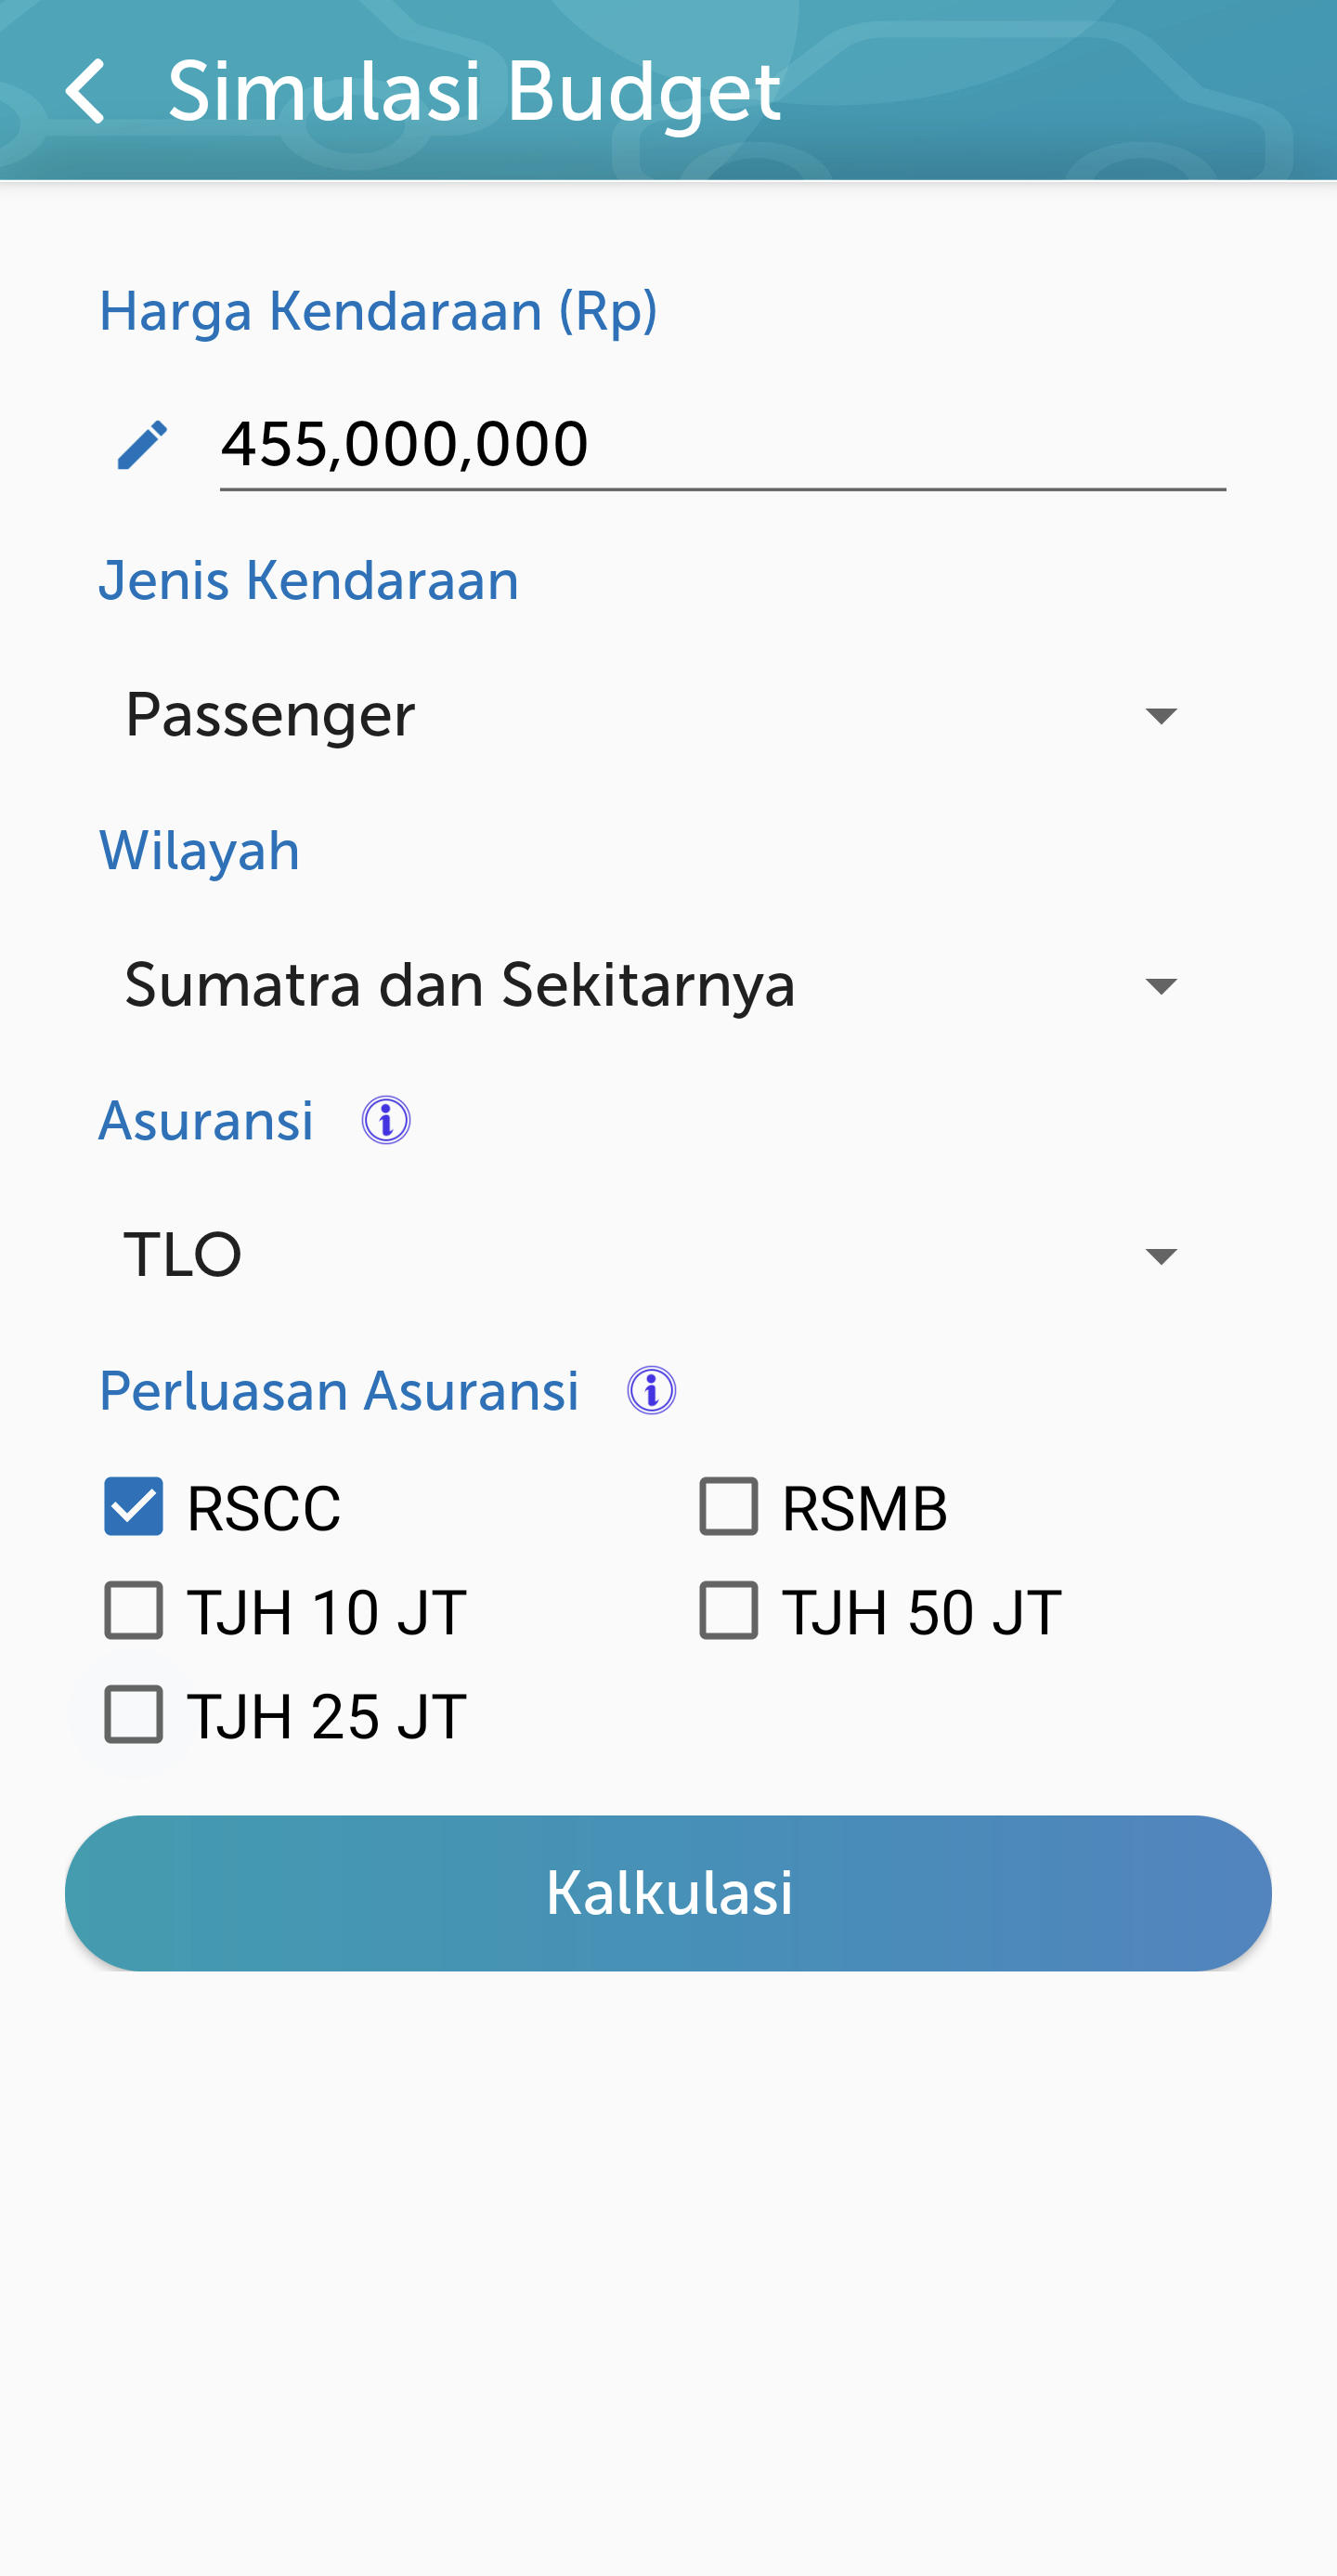 Simulasi Budget
Harga Kendaraan (Rp)
455,000,000
Jenis Kendaraan
Passenger
Wilayah
Sumatra dan Sekitarnya
Asuransi
TLO
Perluasan Asuransi
RSCC
RSMB
TJH 10 JT
TJH 50 JT
TJH 25 JT
Kalkulasi